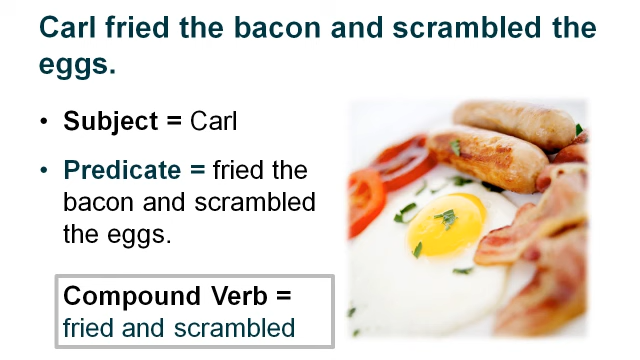 Carl fried the bacon and scrambled the
eggs.
• Subject = Carl
• Predicate = fried the
bacon and scrambled
the eggs.
Compound Verb =
fried and scrambled